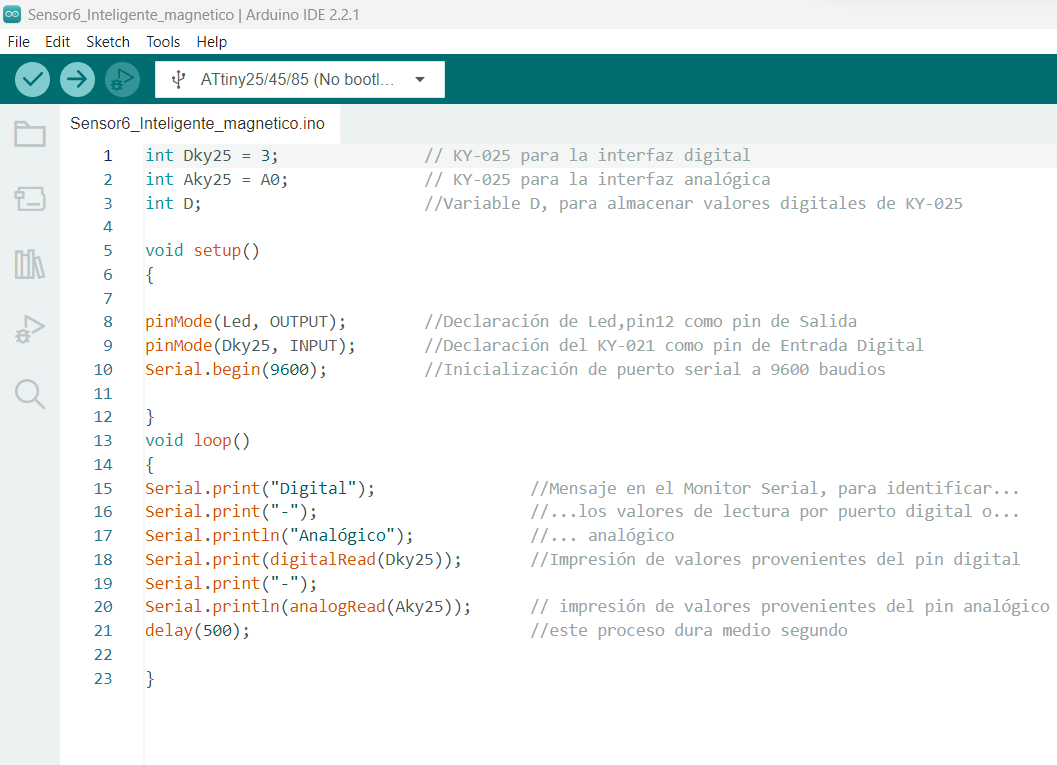 Sensor6_Inteligente_magnetico | Arduino IDE 2.2.1
File Edit Sketch Tools Help
ATtiny25/45/85 (No bootl...
Sensor6_Inteligente_magnetico.ino
1 int Dky25 = 3; // KY-025 para la interfaz digital
2 int Aky25 = A0; // KY-025 para la interfaz analógica
3 int D; //Variable D, para almacenar valores digitales de KY-025
4
5 void setup()
6 {
7
8 pinMode(Led, OUTPUT); //Declaración de Led,pin12 como pin de Salida
9 pinMode(Dky25, INPUT); //Declaración del KY-021 como pin de Entrada Digital
10 Serial.begin(9600); //Inicialización de puerto serial a 9600 baudios
11
12 }
13 void loop()
14 {
15 Serial.print("Digital"); //Mensaje en el Monitor Serial, para identificar...
16 Serial.print("-"); //...los valores de lectura por puerto digital o...
17 Serial.println("Analógico"); //... analógico
18 Serial.print(digitalRead(Dky25)); //Impresión de valores provenientes del pin digital
19 Serial.print("-");
20 Serial.println(analogRead(Aky25)); // impresión de valores provenientes del pin analógico
21 delay(500); //este proceso dura medio segundo
22
23 }